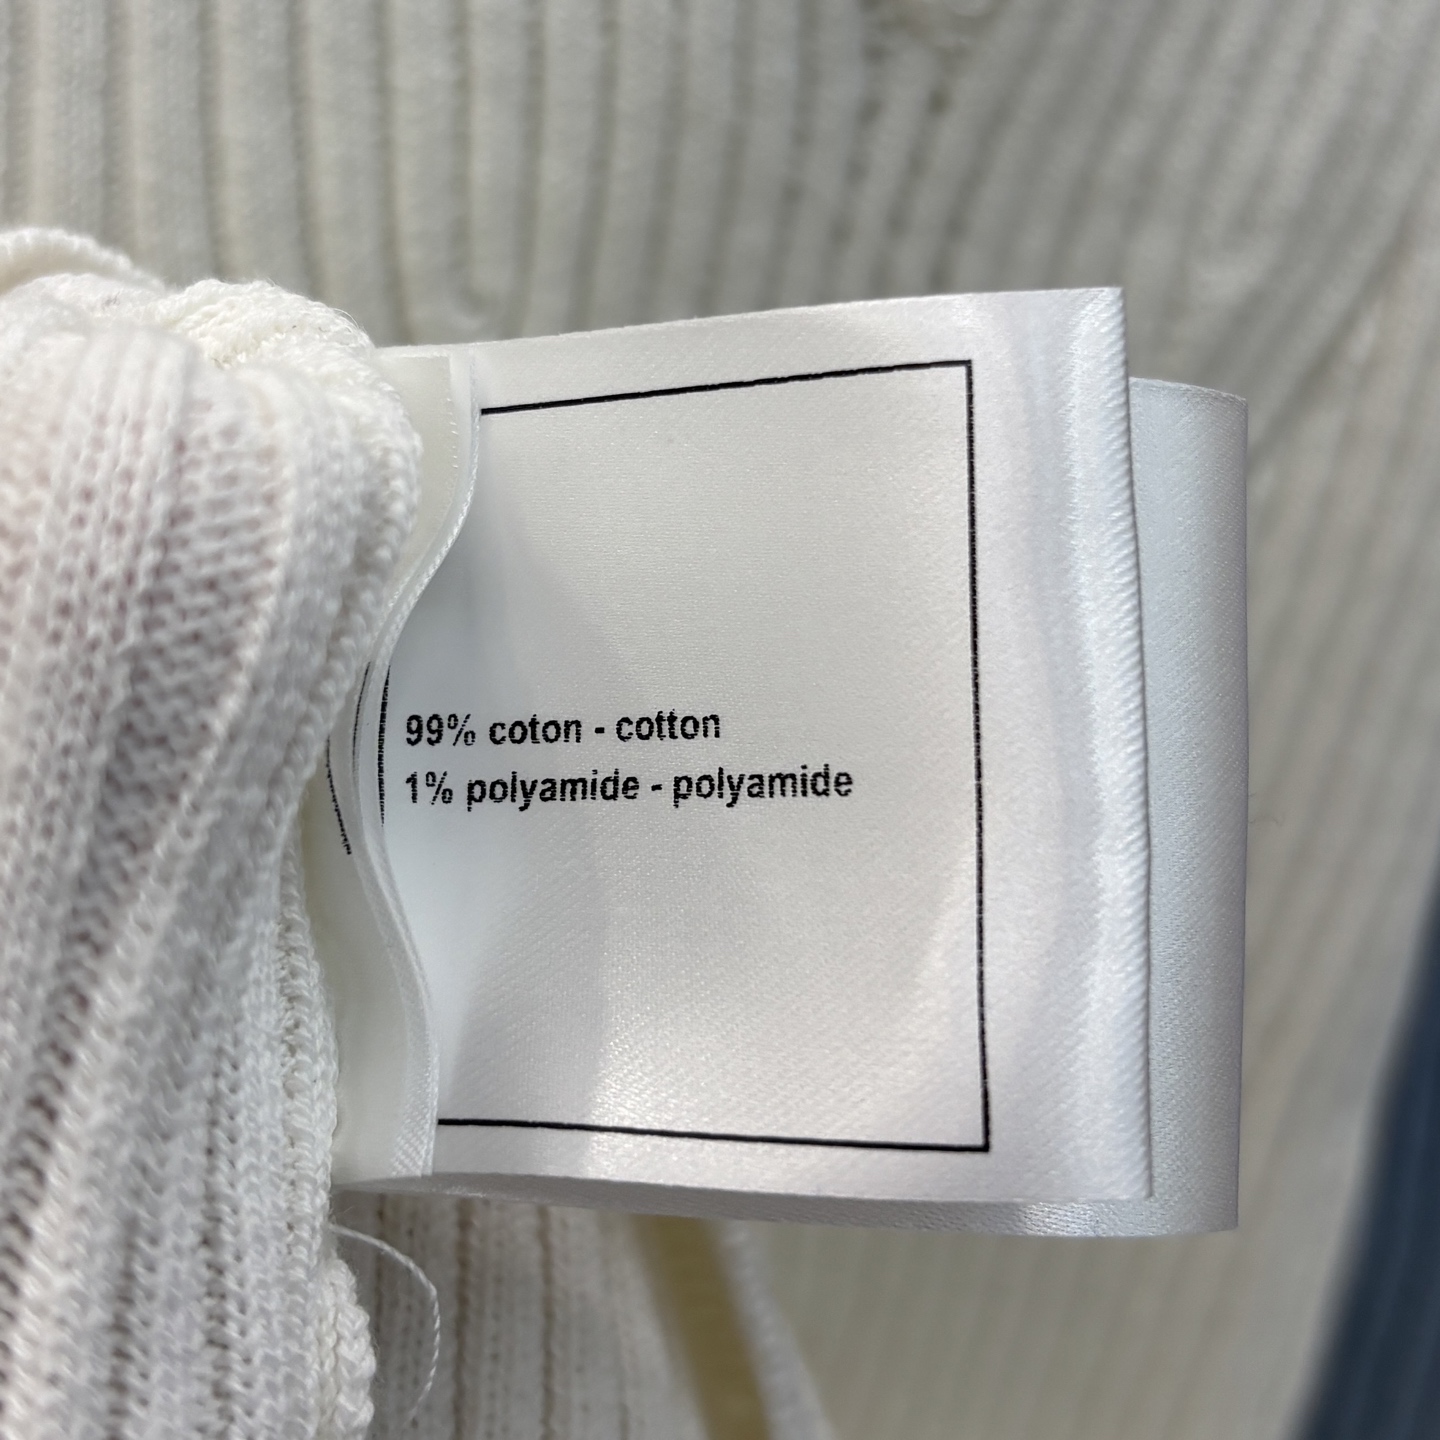 99% coton - cotton
1% polyamide - polyamide